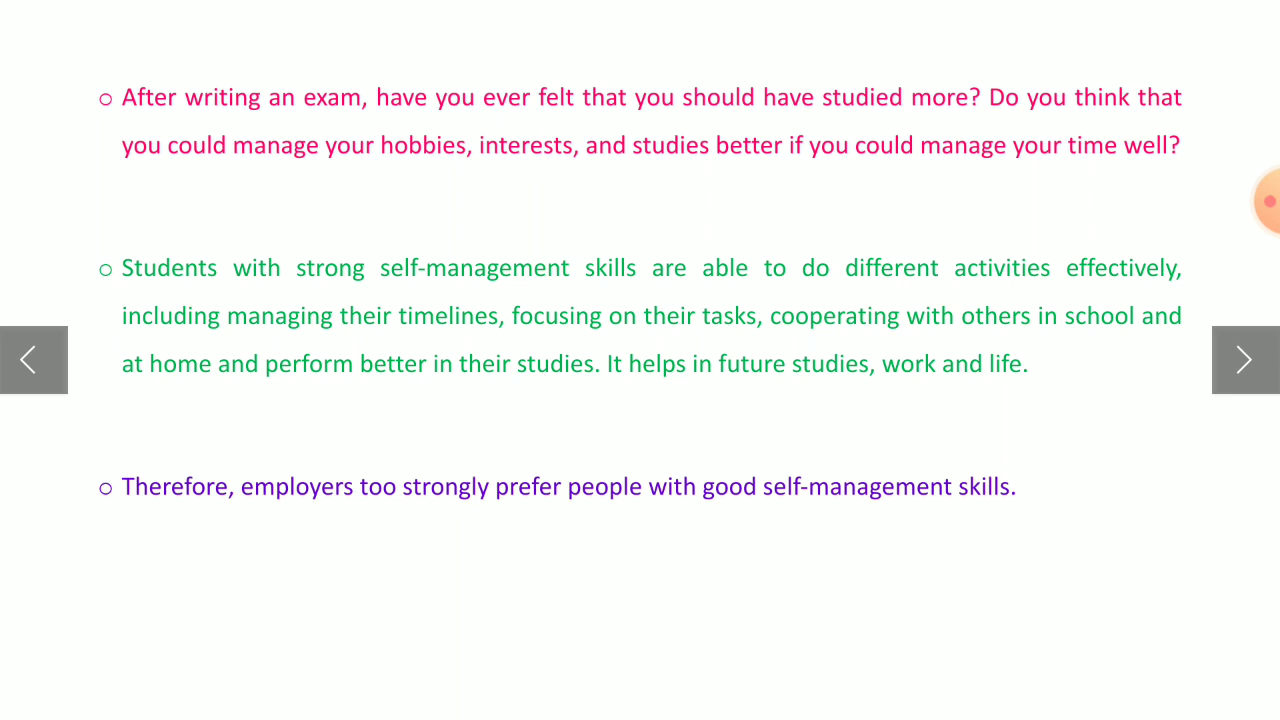 ○ After writing an exam, have you ever felt that you should have studied more? Do you think that
you could manage your hobbies, interests, and studies better if you could manage your time well?
○ Students with strong self-management skills are able to do different activities effectively,
including managing their timelines, focusing on their tasks, cooperating with others in school and
at home and perform better in their studies. It helps in future studies, work and life.
○ Therefore, employers too strongly prefer people with good self-management skills.